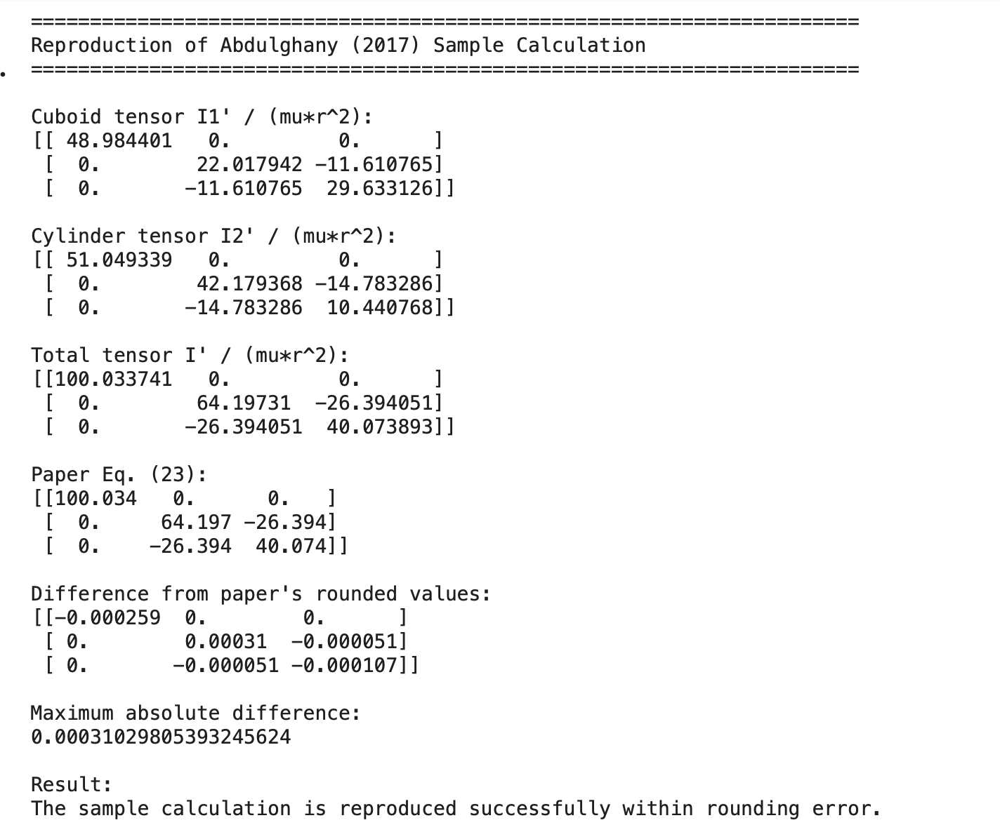 ======================================================================
Reproduction of Abdulghany (2017) Sample Calculation
======================================================================
Cuboid tensor I1' / (mu*r^2):
[[ 48.984401   0.         0.      ]
 [  0.        22.017942 -11.610765]
 [  0.       -11.610765  29.633126]]
Cylinder tensor I2' / (mu*r^2):
[[ 51.049339   0.         0.      ]
 [  0.        42.179368 -14.783286]
 [  0.       -14.783286  10.440768]]
Total tensor I' / (mu*r^2):
[[100.033741   0.         0.      ]
 [  0.        64.19731  -26.394051]
 [  0.       -26.394051  40.073893]]
Paper Eq. (23):
[[100.034   0.      0.   ]
 [  0.     64.197 -26.394]
 [  0.    -26.394  40.074]]
Difference from paper's rounded values:
[[-0.000259  0.        0.      ]
 [ 0.        0.00031  -0.000051]
 [ 0.       -0.000051 -0.000107]]
Maximum absolute difference:
0.00031029805393245624
Result:
The sample calculation is reproduced successfully within rounding error.